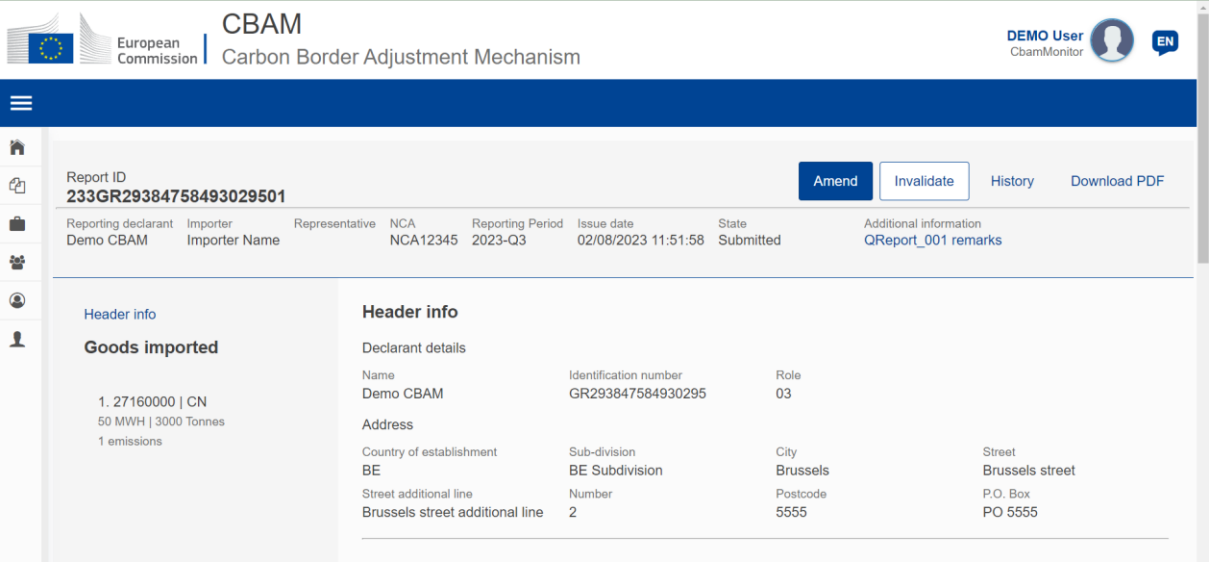 CBAM
European
Commission
Carbon Border Adjustment Mechanism
DEMO User
CbamMonitor
EN
Report ID
233GR29384758493029501
Amend Invalidate History Download PDF
Reporting declarant Importer Representative NCA Reporting Period Issue date State Additional information
Demo CBAM Importer Name NCA12345 2023-Q3 02/08/2023 11:51:58 Submitted QReport_001 remarks
Header info
Goods imported
1. 27160000 | CN
50 MWH | 3000 Tonnes
1 emissions
Header info
Declarant details
Name Identification number Role
Demo CBAM GR293847584930295 03
Address
Country of establishment Sub-division City Street
BE BE Subdivision Brussels Brussels street
Street additional line Number Postcode P.O. Box
Brussels street additional line 2 5555 PO 5555